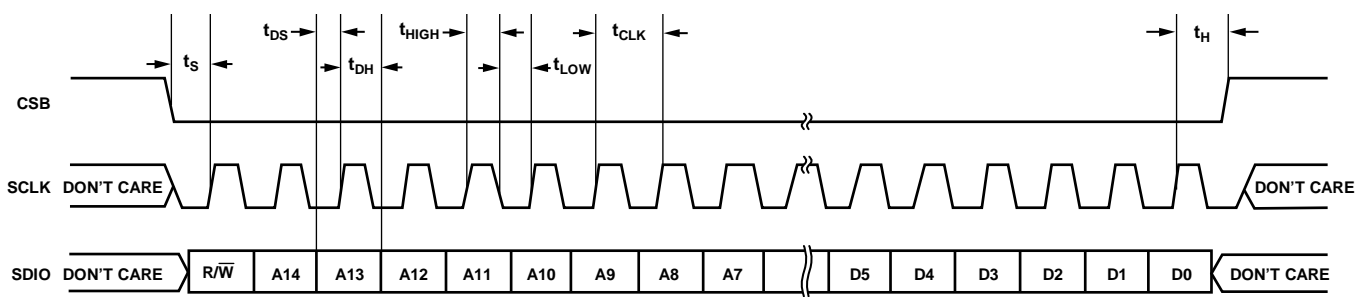 tDS
tHIGH
tCLK
tH
tS
tDH
tLOW
CSB
SCLK DON'T CARE
DON'T CARE
SDIO DON'T CARE R/W̅ A14 A13 A12 A11 A10 A9 A8 A7 D5 D4 D3 D2 D1 D0 DON'T CARE